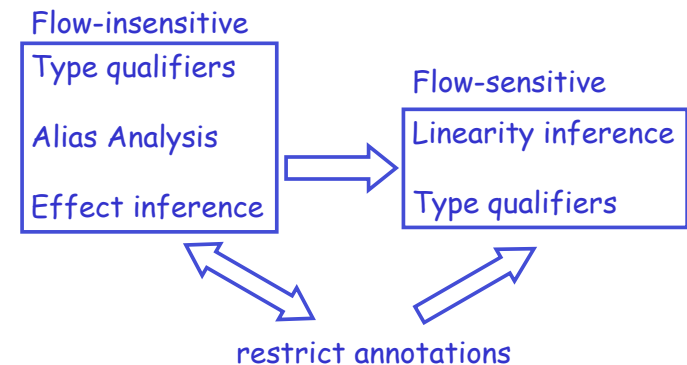 Flow-insensitive
Type qualifiers
Alias Analysis
Effect inference
Flow-sensitive
Linearity inference
Type qualifiers
restrict annotations